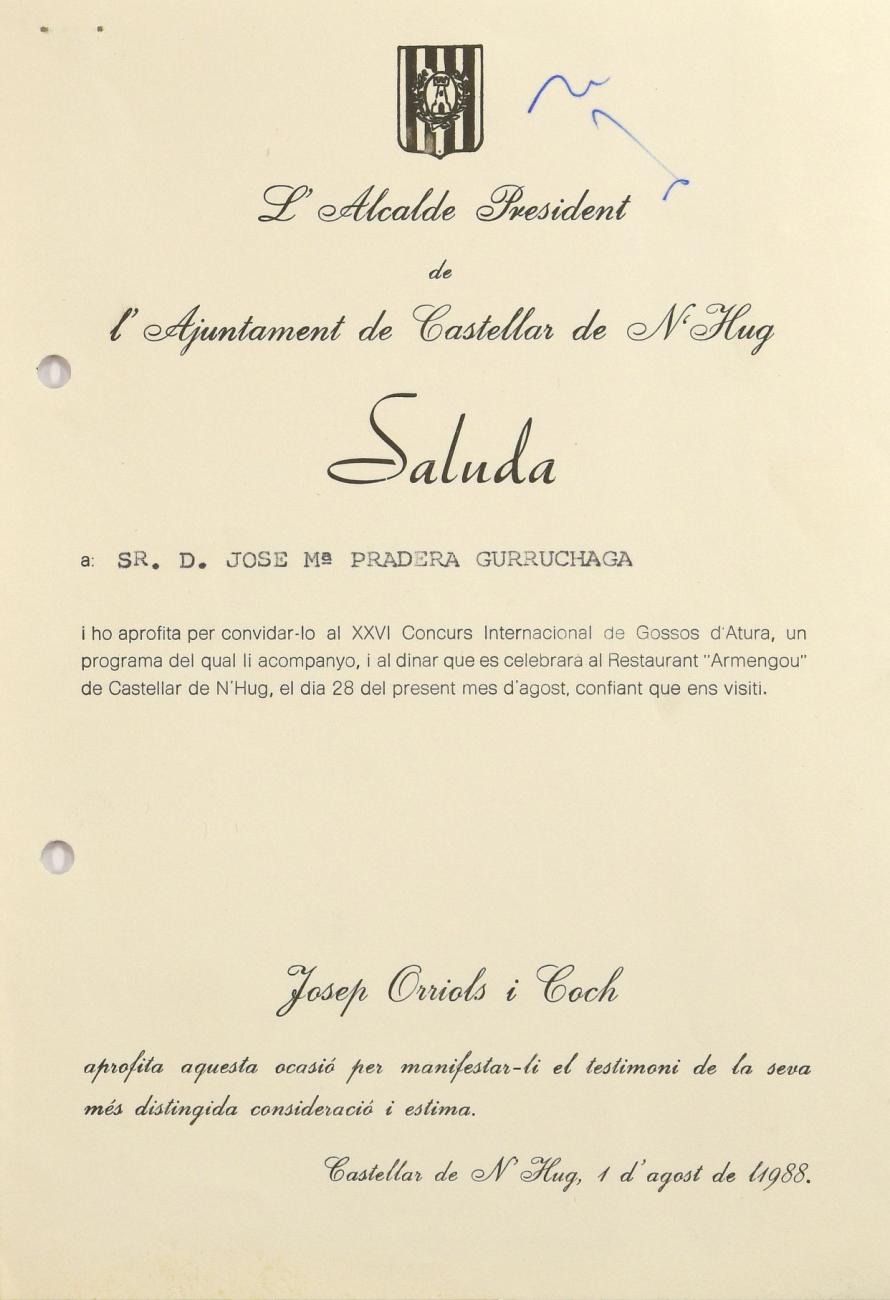 L' Alcalde President
de
l' Ajuntament de Castellar de N‘Hug
Saluda
a: SR. D. JOSE Mª PRADERA GURRUCHAGA
i ho aprofita per convidar-lo al XXVI Concurs Internacional de Gossos d'Atura, un
programa del qual li acompanyo, i al dinar que es celebrarà al Restaurant "Armengou"
de Castellar de N'Hug, el dia 28 del present mes d'agost, confiant que ens visiti.
Josep Orriols i Coch
aprofita aquesta ocasió per manifestar-li el testimoni de la seva
més distingida consideració i estima.
Castellar de N' Hug, 1 d'agost de l1988.